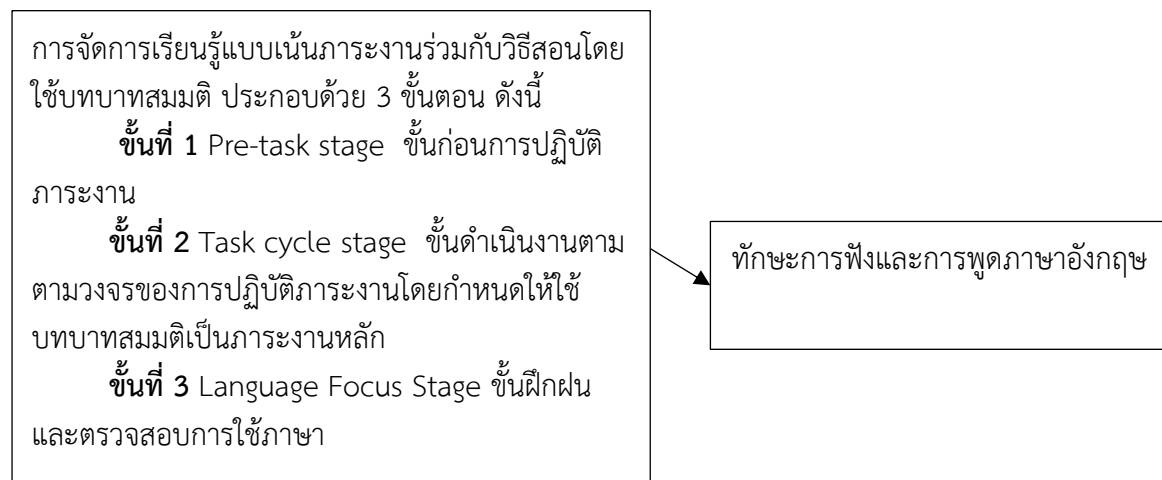 การจัดการเรียนรู้แบบเน้นภาระงานร่วมกับวิธีสอนโดย
ใช้บทบาทสมมติ ประกอบด้วย 3 ขั้นตอน ดังนี้
ขั้นที่ 1 Pre-task stage ขั้นก่อนการปฏิบัติ
ภาระงาน
ขั้นที่ 2 Task cycle stage ขั้นดำเนินงานตาม
ตามวงจรของการปฏิบัติภาระงานโดยกำหนดให้ใช้
บทบาทสมมติเป็นภาระงานหลัก
ขั้นที่ 3 Language Focus Stage ขั้นฝึกฝน
และตรวจสอบการใช้ภาษา
ทักษะการฟังและการพูดภาษาอังกฤษ